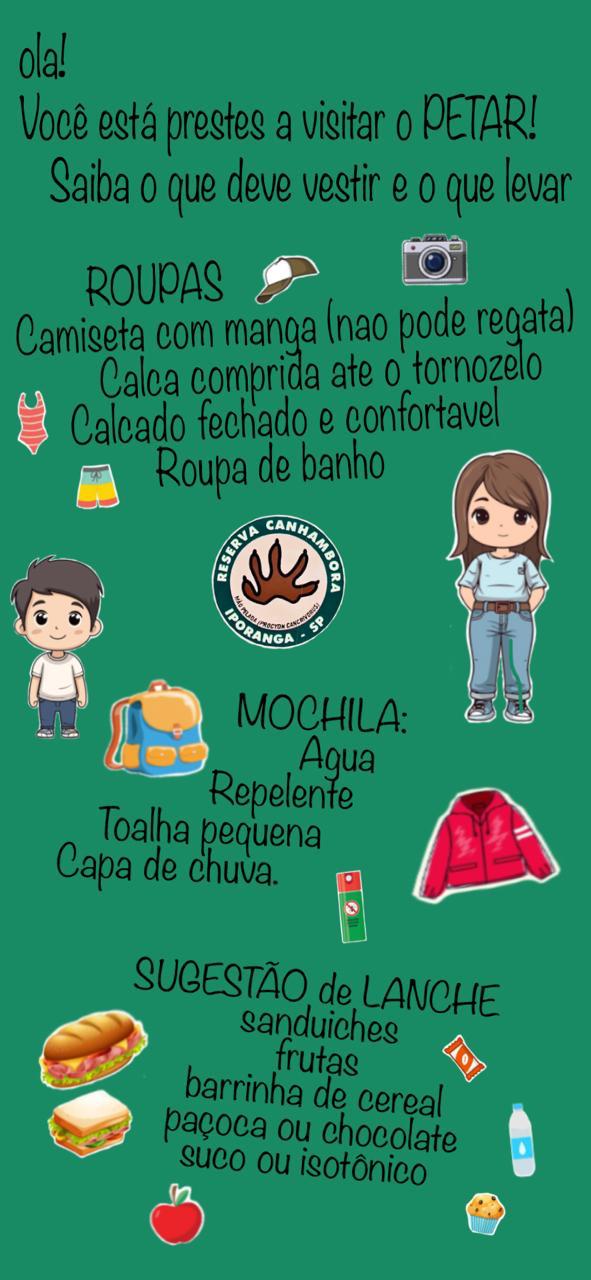 ola!
Você está prestes a visitar o PETAR!
Saiba o que deve vestir e o que levar
ROUPAS
Camiseta com manga (nao pode regata)
Calca comprida ate o tornozelo
Calcado fechado e confortavel
Roupa de banho
RESERVA CANHAMBORA
MÃO PELADA (PROCYON CANCRIVORUS)
IPORANGA - SP
MOCHILA:
Agua
Repelente
Toalha pequena
Capa de chuva.
SUGESTÃO de LANCHE
sanduiches
frutas
barrinha de cereal
paçoca ou chocolate
suco ou isotônico